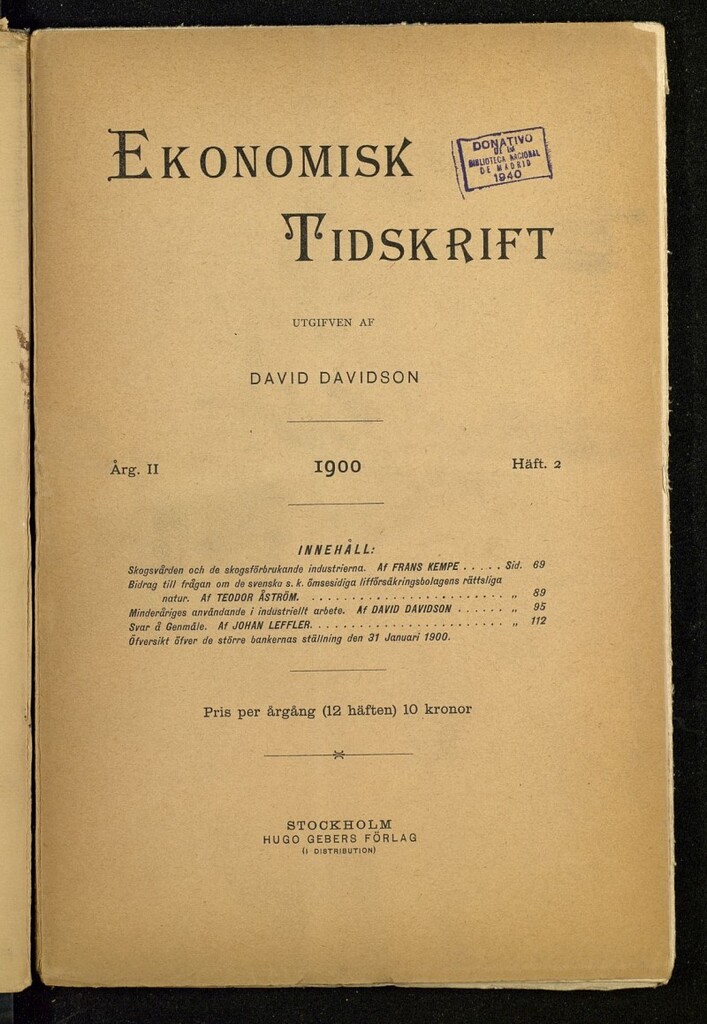 EKONOMISK
TIDSKRIFT
DONATIVO
DE LA
BIBLIOTECA NACIONAL
DE MADRID
1940
UTGIFVEN AF
DAVID DAVIDSON
Årg. II 1900 Häft. 2
INNEHÅLL:
Skogsvården och de skogsförbrukande industrierna. Af FRANS KEMPE . . . . . Sid. 69
Bidrag till frågan om de svenska s. k. ömsesidiga lifförsäkringsbolagens rättsliga
natur. Af TEODOR ÅSTRÖM. . . . . . . . . . . . . . . . . . . . . . . . . . „ 89
Minderåriges användande i industriellt arbete. Af DAVID DAVIDSON . . . . . . „ 95
Svar å Genmäle. Af JOHAN LEFFLER. . . . . . . . . . . . . . . . . . . . . . . . „ 112
Öfversikt öfver de större bankernas ställning den 31 Januari 1900.
Pris per årgång (12 häften) 10 kronor
STOCKHOLM
HUGO GEBERS FÖRLAG
(I DISTRIBUTION)